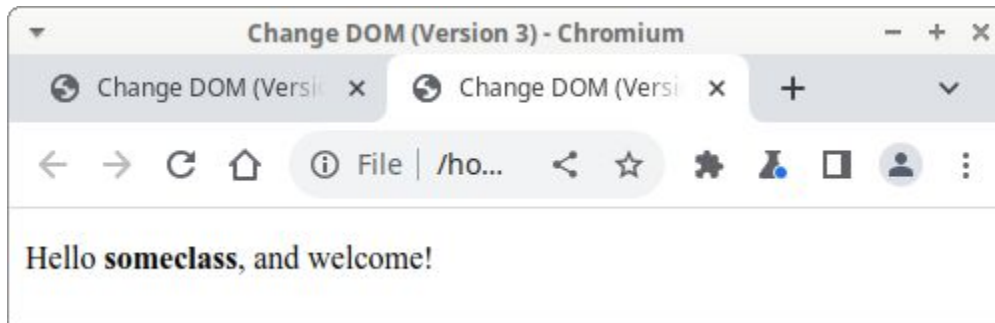 Change DOM (Version 3) - Chromium
Change DOM (Versi Change DOM (Versi
File /ho...
Hello someclass, and welcome!